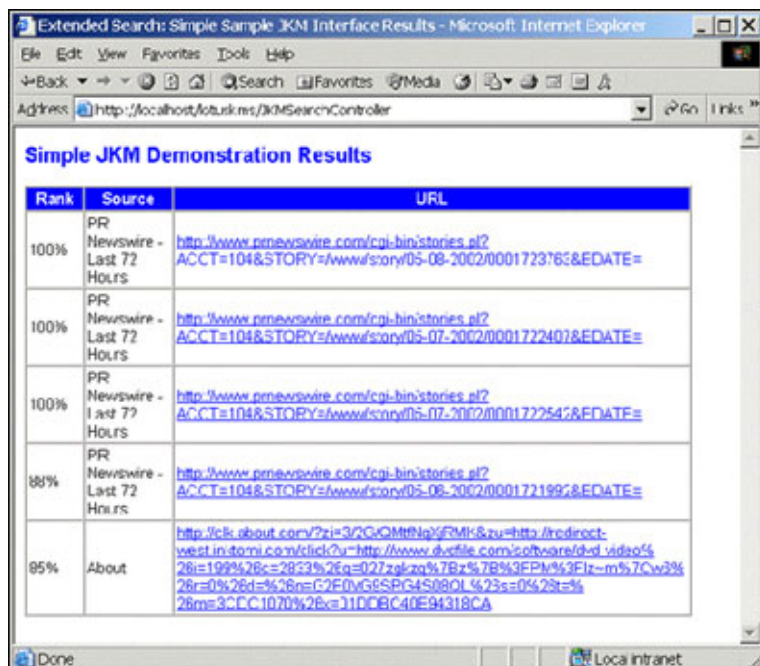 Extended Search: Simple Sample JKM Interface Results - Microsoft Internet Explorer
File Edit View Favorites Tools Help
Back Search Favorites Media
Address http://localhost/lotuskms/JKMSearchController Go Links »
Simple JKM Demonstration Results
Rank Source URL
PR
100% Newswire - http://www.prnewswire.com/cgi-bin/stories.pl?
Last 72 ACCT=104&STORY=/www/story/05-08-2002/0001723763&EDATE=
Hours
PR
100% Newswire - http://www.prnewswire.com/cgi-bin/stories.pl?
Last 72 ACCT=104&STORY=/www/story/05-07-2002/0001722407&EDATE=
Hours
PR
100% Newswire - http://www.prnewswire.com/cgi-bin/stories.pl?
Last 72 ACCT=104&STORY=/www/story/05-07-2002/0001722542&EDATE=
Hours
PR
88% Newswire - http://www.prnewswire.com/cgi-bin/stories.pl?
Last 72 ACCT=104&STORY=/www/story/05-06-2002/0001721992&EDATE=
Hours
85% About
Done Local intranet